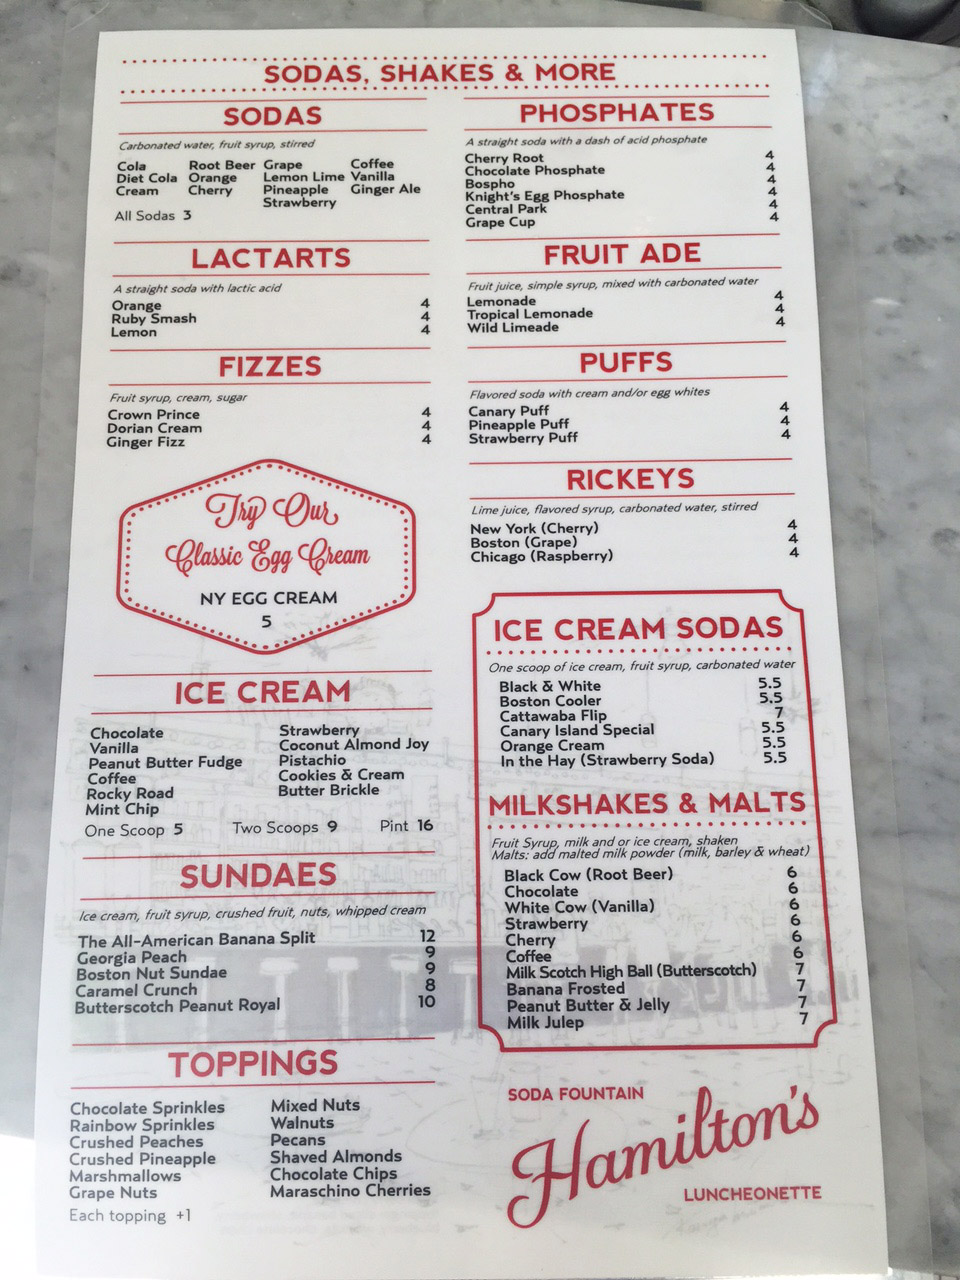 SODAS, SHAKES & MORE
SODAS
Carbonated water, fruit syrup, stirred
Cola Root Beer Grape Coffee
Diet Cola Orange Lemon Lime Vanilla
Cream Cherry Pineapple Ginger Ale
Strawberry
All Sodas 3
LACTARTS
A straight soda with lactic acid
Orange 4
Ruby Smash 4
Lemon 4
FIZZES
Fruit syrup, cream, sugar
Crown Prince 4
Dorian Cream 4
Ginger Fizz 4
Try Our
Classic Egg Cream
NY EGG CREAM
5
ICE CREAM
Chocolate Strawberry
Vanilla Coconut Almond Joy
Peanut Butter Fudge Pistachio
Coffee Cookies & Cream
Rocky Road Butter Brickle
Mint Chip
One Scoop 5 Two Scoops 9 Pint 16
SUNDAES
Ice cream, fruit syrup, crushed fruit, nuts, whipped cream
The All-American Banana Split 12
Georgia Peach 9
Boston Nut Sundae 9
Caramel Crunch 8
Butterscotch Peanut Royal 10
TOPPINGS
Chocolate Sprinkles Mixed Nuts
Rainbow Sprinkles Walnuts
Crushed Peaches Pecans
Crushed Pineapple Shaved Almonds
Marshmallows Chocolate Chips
Grape Nuts Maraschino Cherries
Each topping +1
PHOSPHATES
A straight soda with a dash of acid phosphate
Cherry Root 4
Chocolate Phosphate 4
Bospho 4
Knight's Egg Phosphate 4
Central Park 4
Grape Cup 4
FRUIT ADE
Fruit juice, simple syrup, mixed with carbonated water
Lemonade 4
Tropical Lemonade 4
Wild Limeade 4
PUFFS
Flavored soda with cream and/or egg whites
Canary Puff 4
Pineapple Puff 4
Strawberry Puff 4
RICKEYS
Lime juice, flavored syrup, carbonated water, stirred
New York (Cherry) 4
Boston (Grape) 4
Chicago (Raspberry) 4
ICE CREAM SODAS
One scoop of ice cream, fruit syrup, carbonated water
Black & White 5.5
Boston Cooler 5.5
Cattawaba Flip 7
Canary Island Special 5.5
Orange Cream 5.5
In the Hay (Strawberry Soda) 5.5
MILKSHAKES & MALTS
Fruit Syrup, milk and or ice cream, shaken
Malts: add malted milk powder (milk, barley & wheat)
Black Cow (Root Beer) 6
Chocolate 6
White Cow (Vanilla) 6
Strawberry 6
Cherry 6
Coffee 6
Milk Scotch High Ball (Butterscotch) 7
Banana Frosted 7
Peanut Butter & Jelly 7
Milk Julep 7
SODA FOUNTAIN
Hamilton's
LUNCHEONETTE